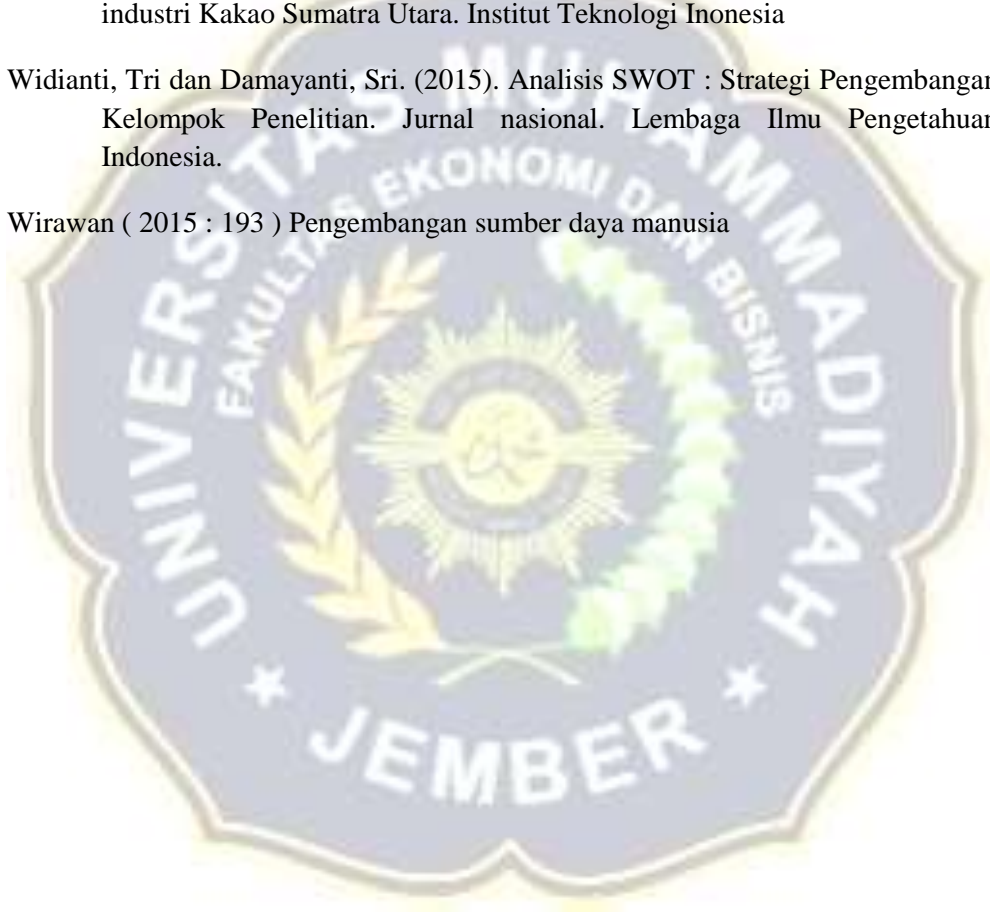 industri Kakao Sumatra Utara. Institut Teknologi Inonesia
Widianti, Tri dan Damayanti, Sri. (2015). Analisis SWOT : Strategi Pengembangan
Kelompok Penelitian. Jurnal nasional. Lembaga Ilmu Pengetahuan
Indonesia.
Wirawan ( 2015 : 193 ) Pengembangan sumber daya manusia
UNIVERSITAS MUHAMMADIYAH
FAKULTAS EKONOMI DAN BISNIS
JEMBER